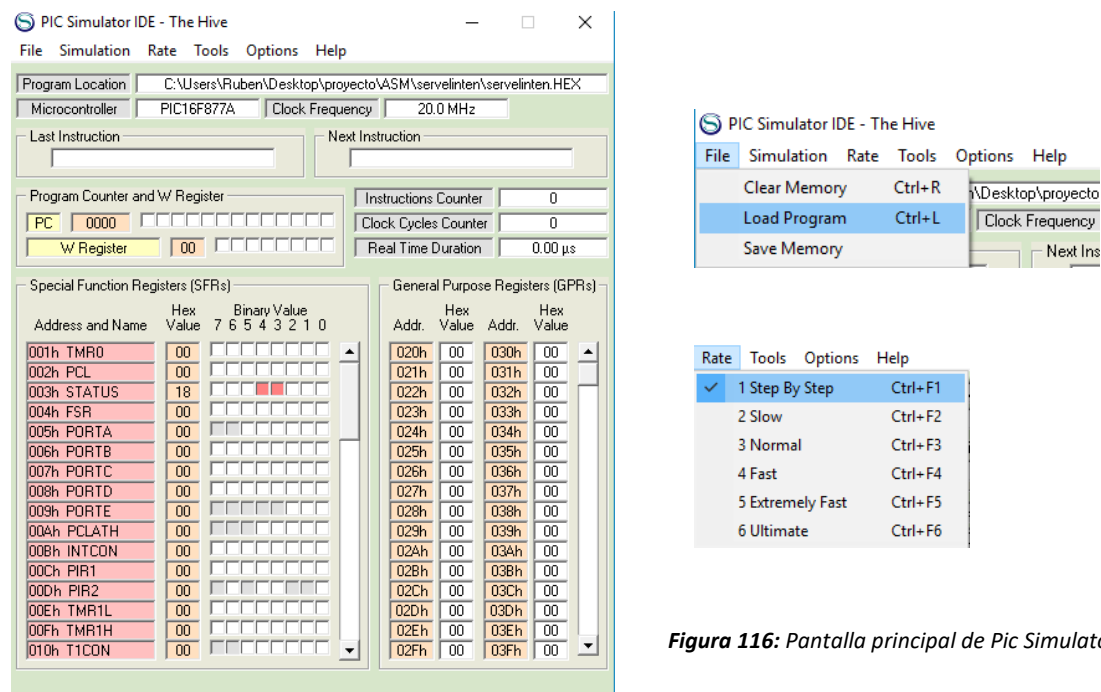 PIC Simulator IDE - The Hive
File Simulation Rate Tools Options Help
Program Location C:\Users\Ruben\Desktop\proyecto\ASM\servelinten\servelinten.HEX
Microcontroller PIC16F877A Clock Frequency 20.0 MHz
Last Instruction Next Instruction
Program Counter and W Register
PC 0000
W Register 00
Instructions Counter 0
Clock Cycles Counter 0
Real Time Duration 0.00 µs
Special Function Registers (SFRs)
Hex Binary Value
Address and Name Value 7 6 5 4 3 2 1 0
001h TMR0 00
002h PCL 00
003h STATUS 18
004h FSR 00
005h PORTA 00
006h PORTB 00
007h PORTC 00
008h PORTD 00
009h PORTE 00
00Ah PCLATH 00
00Bh INTCON 00
00Ch PIR1 00
00Dh PIR2 00
00Eh TMR1L 00
00Fh TMR1H 00
010h T1CON 00
General Purpose Registers (GPRs)
Hex Hex
Addr. Value Addr. Value
020h 00 030h 00
021h 00 031h 00
022h 00 032h 00
023h 00 033h 00
024h 00 034h 00
025h 00 035h 00
026h 00 036h 00
027h 00 037h 00
028h 00 038h 00
029h 00 039h 00
02Ah 00 03Ah 00
02Bh 00 03Bh 00
02Ch 00 03Ch 00
02Dh 00 03Dh 00
02Eh 00 03Eh 00
02Fh 00 03Fh 00
PIC Simulator IDE - The Hive
File Simulation Rate Tools Options Help
Clear Memory Ctrl+R \Desktop\proyecto
Load Program Ctrl+L Clock Frequency
Save Memory Next Ins
Rate Tools Options Help
1 Step By Step Ctrl+F1
2 Slow Ctrl+F2
3 Normal Ctrl+F3
4 Fast Ctrl+F4
5 Extremely Fast Ctrl+F5
6 Ultimate Ctrl+F6
Figura 116: Pantalla principal de Pic Simulato